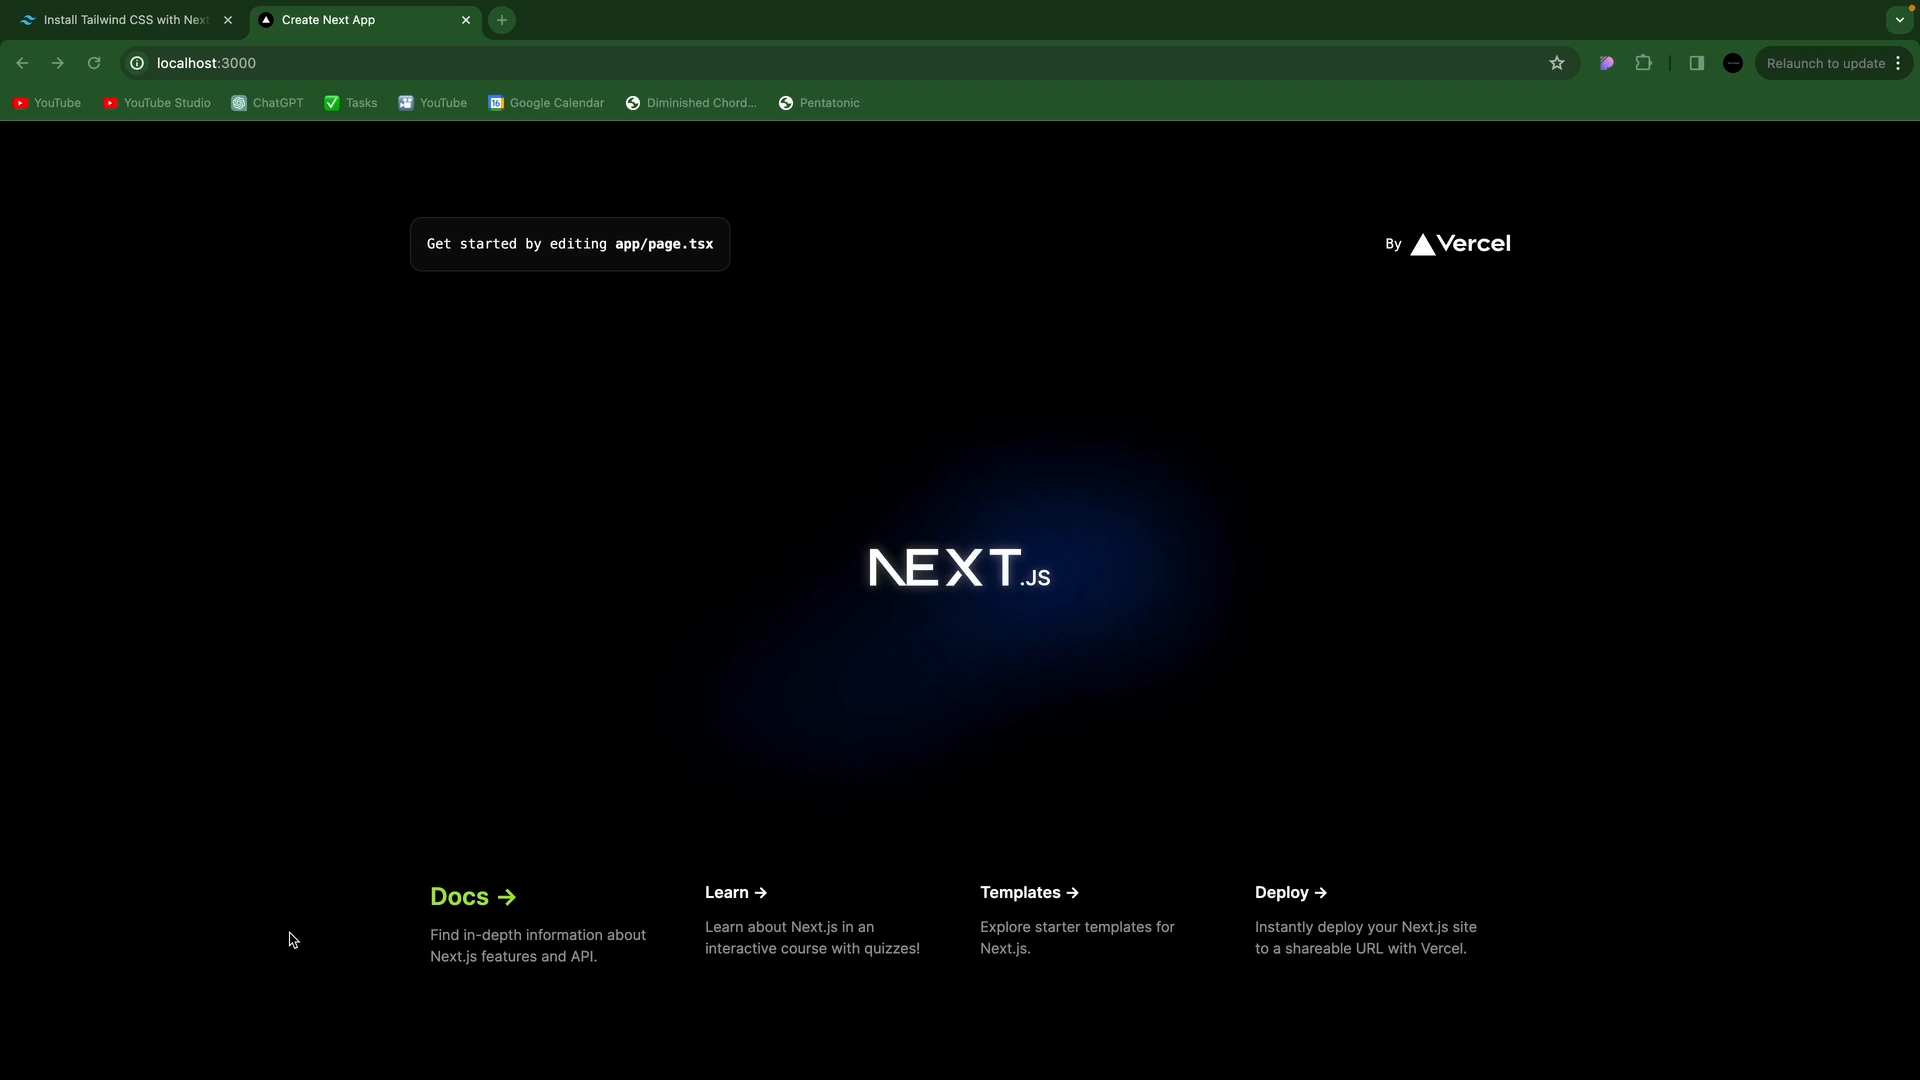 Install Tailwind CSS with Next
Create Next App
localhost:3000
Relaunch to update
YouTube
YouTube Studio
ChatGPT
Tasks
YouTube
16
Google Calendar
Diminished Chord...
Pentatonic
Get started by editing app/page.tsx
By Vercel
NEXT.JS
Docs →
Find in-depth information about
Next.js features and API.
Learn →
Learn about Next.js in an
interactive course with quizzes!
Templates →
Explore starter templates for
Next.js.
Deploy →
Instantly deploy your Next.js site
to a shareable URL with Vercel.